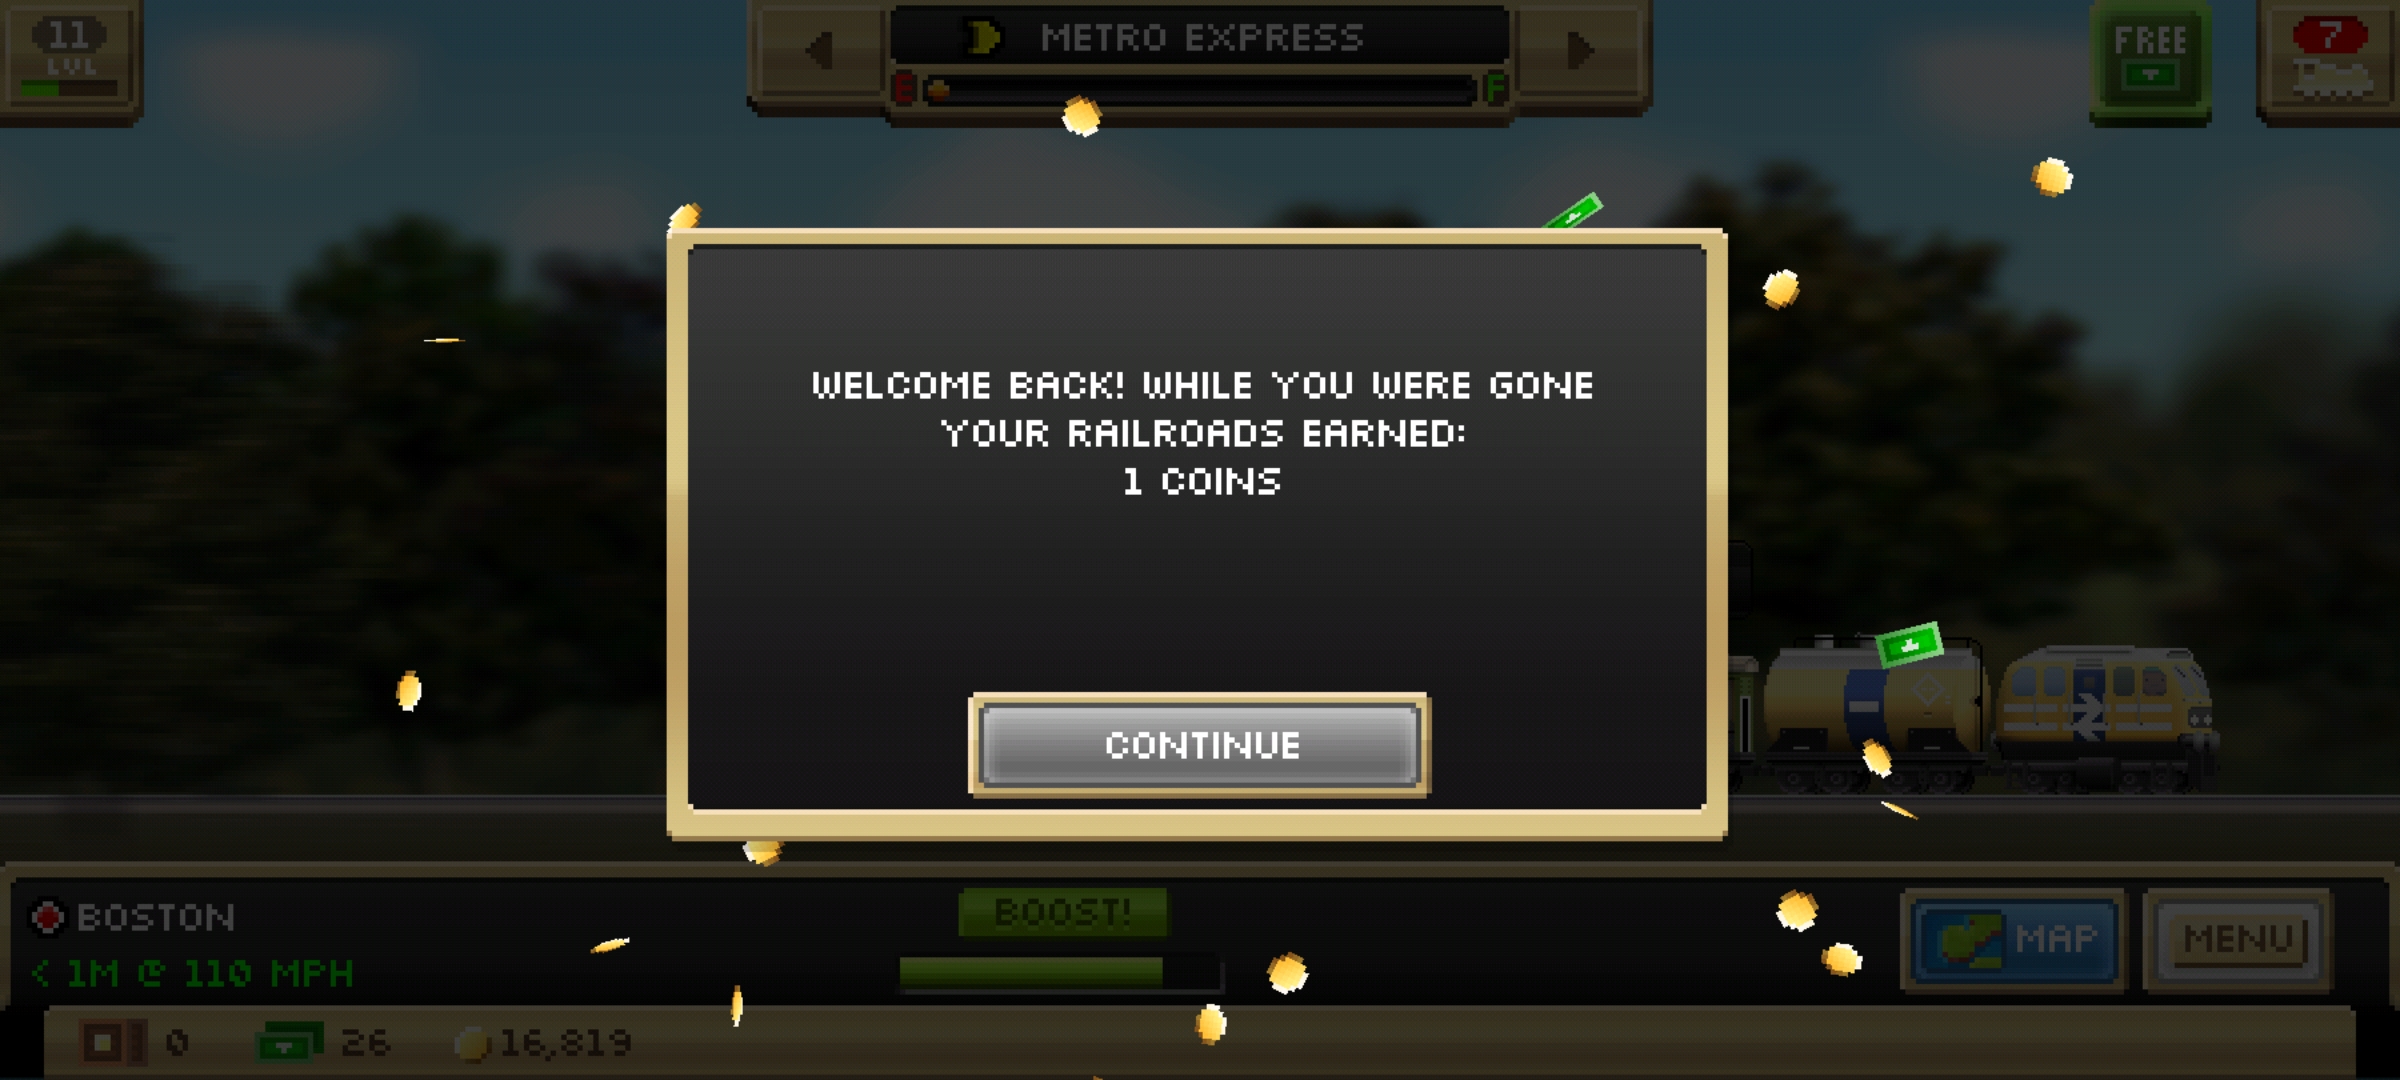 11
LVL
METRO EXPRESS
E F
FREE
7
WELCOME BACK! WHILE YOU WERE GONE
YOUR RAILROADS EARNED:
1 COINS
CONTINUE
BOSTON
< 1M @ 110 MPH
BOOST!
MAP
MENU
0 26 16,819